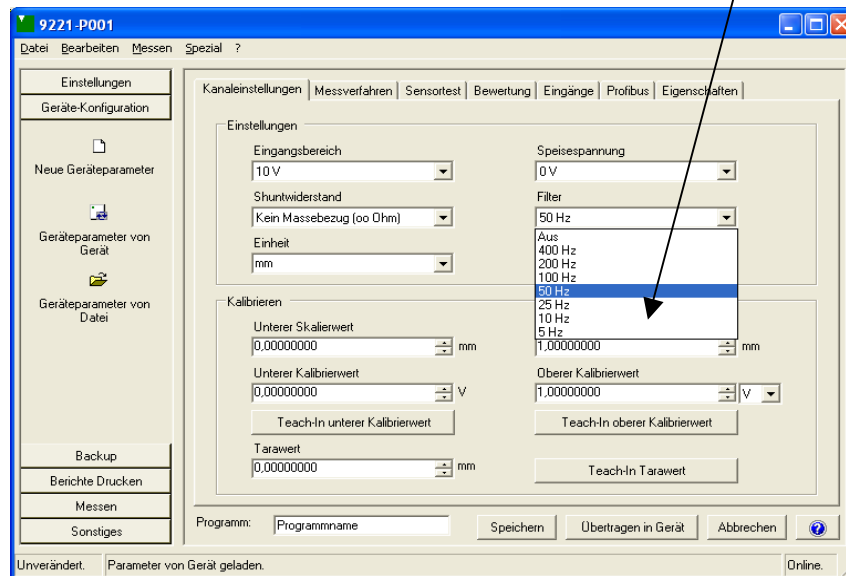 9221-P001
Datei Bearbeiten Messen Spezial ?
Einstellungen
Geräte-Konfiguration
Neue Geräteparameter
Geräteparameter von
Gerät
Geräteparameter von
Datei
Backup
Berichte Drucken
Messen
Sonstiges
Kanaleinstellungen Messverfahren Sensortest Bewertung Eingänge Profibus Eigenschaften
Einstellungen
Eingangsbereich
10 V
Speisespannung
0 V
Shuntwiderstand
Kein Massebezug (oo Ohm)
Filter
50 Hz
Einheit
mm
Aus
400 Hz
200 Hz
100 Hz
50 Hz
25 Hz
10 Hz
5 Hz
Kalibrieren
Unterer Skalierwert
0,00000000 mm
1,00000000 mm
Unterer Kalibrierwert
0,00000000 V
Oberer Kalibrierwert
1,00000000 V
Teach-In unterer Kalibrierwert
Teach-In oberer Kalibrierwert
Tarawert
0,00000000 mm
Teach-In Tarawert
Programm: Programmname Speichern Übertragen in Gerät Abbrechen ?
Unverändert. Parameter von Gerät geladen. Online.